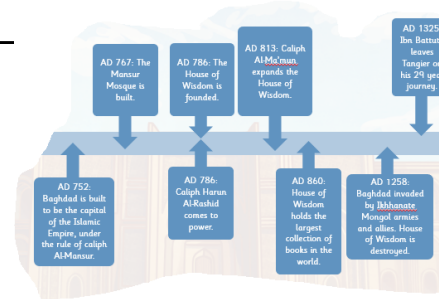 AD 767: The
Mansur
Mosque is
built.
AD 786: The
House of
Wisdom is
founded.
AD 813: Caliph
Al-Ma'mun
expands the
House of
Wisdom.
AD 1325
Ibn Battut
leaves
Tangier o
his 29 yea
journey.
AD 752:
Baghdad is built
to be the capital
of the Islamic
Empire, under
the rule of caliph
Al-Mansur.
AD 786:
Caliph Harun
Al-Rashid
comes to
power.
AD 860:
House of
Wisdom
holds the
largest
collection of
books in the
world.
AD 1258:
Baghdad invaded
by Ikhhanate
Mongol armies
and allies. House
of Wisdom is
destroyed.